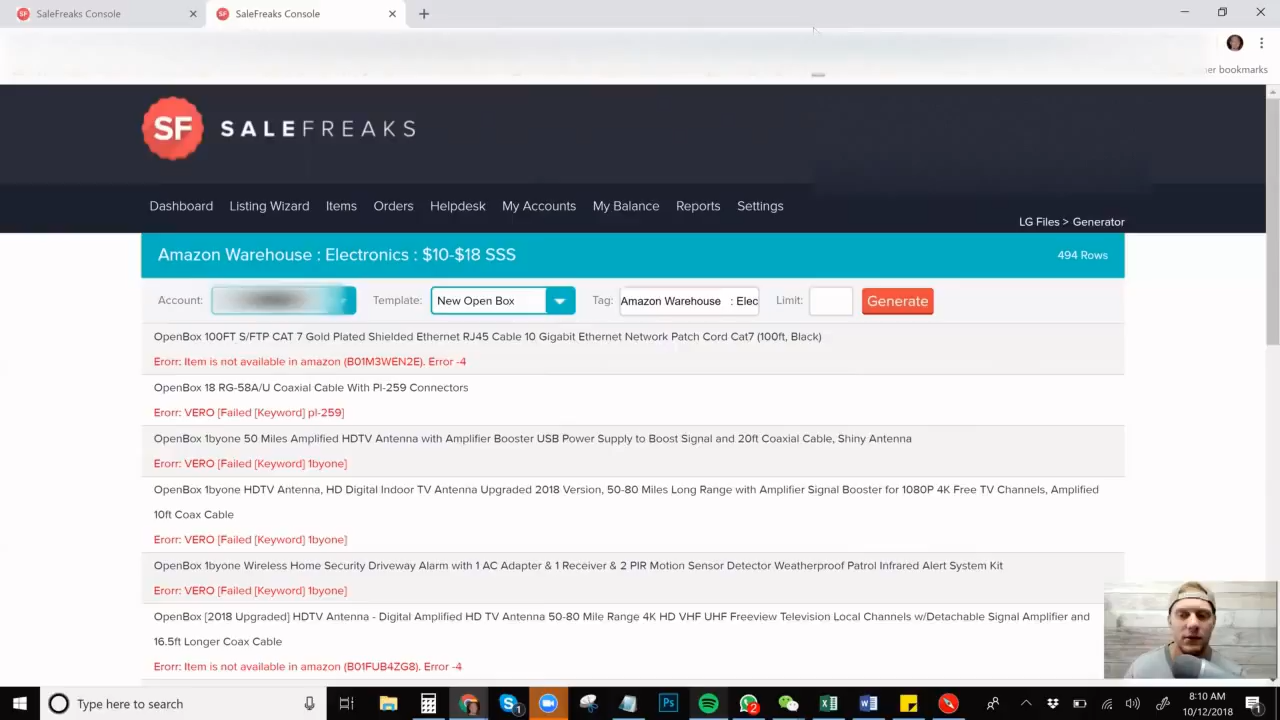 SaleFreaks Console
SaleFreaks Console
er bookmarks
SF SALEFREAKS
Dashboard Listing Wizard Items Orders Helpdesk My Accounts My Balance Reports Settings
LG Files > Generator
Amazon Warehouse : Electronics : $10-$18 SSS
494 Rows
Account: Template: New Open Box Tag: Amazon Warehouse : Elec Limit: Generate
OpenBox 100FT S/FTP CAT 7 Gold Plated Shielded Ethernet RJ45 Cable 10 Gigabit Ethernet Network Patch Cord Cat7 (100ft, Black)
Erorr: Item is not available in amazon (B01M3WEN2E). Error -4
OpenBox 18 RG-58A/U Coaxial Cable With Pl-259 Connectors
Erorr: VERO [Failed [Keyword] pl-259]
OpenBox 1byone 50 Miles Amplified HDTV Antenna with Amplifier Booster USB Power Supply to Boost Signal and 20ft Coaxial Cable, Shiny Antenna
Erorr: VERO [Failed [Keyword] 1byone]
OpenBox 1byone HDTV Antenna, HD Digital Indoor TV Antenna Upgraded 2018 Version, 50-80 Miles Long Range with Amplifier Signal Booster for 1080P 4K Free TV Channels, Amplified
10ft Coax Cable
Erorr: VERO [Failed [Keyword] 1byone]
OpenBox 1byone Wireless Home Security Driveway Alarm with 1 AC Adapter & 1 Receiver & 2 PIR Motion Sensor Detector Weatherproof Patrol Infrared Alert System Kit
Erorr: VERO [Failed [Keyword] 1byone]
OpenBox [2018 Upgraded] HDTV Antenna - Digital Amplified HD TV Antenna 50-80 Mile Range 4K HD VHF UHF Freeview Television Local Channels w/Detachable Signal Amplifier and
16.5ft Longer Coax Cable
Erorr: Item is not available in amazon (B01FUB4ZG8). Error -4
Type here to search
8:10 AM
10/12/2018